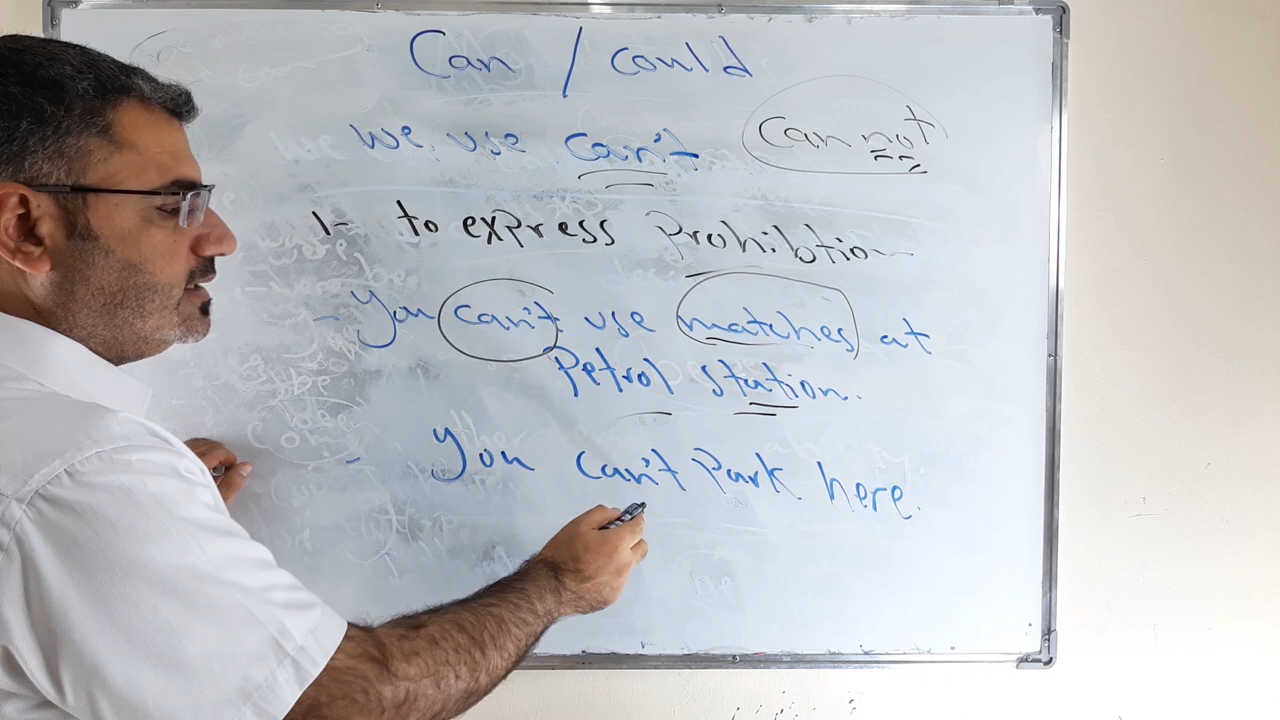 Can / could
we use can't Can not
1- to express Prohibtion
- You can't use matches at
Petrol station.
- You can't Park here.